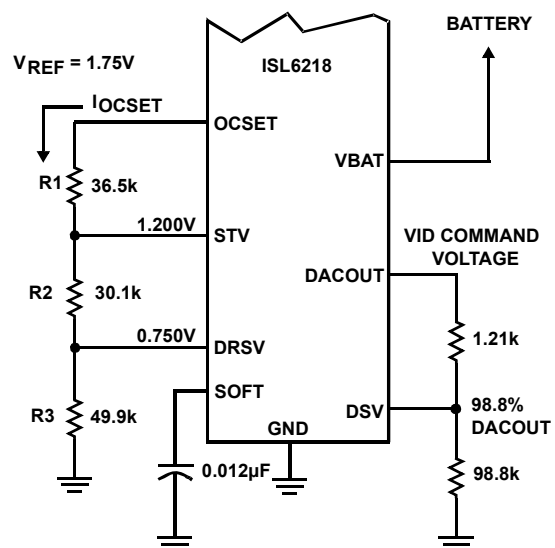 BATTERY
VREF = 1.75V
ISL6218
IOCSET
OCSET
R1
36.5k
VBAT
1.200V
STV
VID COMMAND
VOLTAGE
DACOUT
R2
30.1k
1.21k
0.750V
DRSV
SOFT
R3
49.9k
DSV
98.8%
DACOUT
GND
0.012µF
98.8k